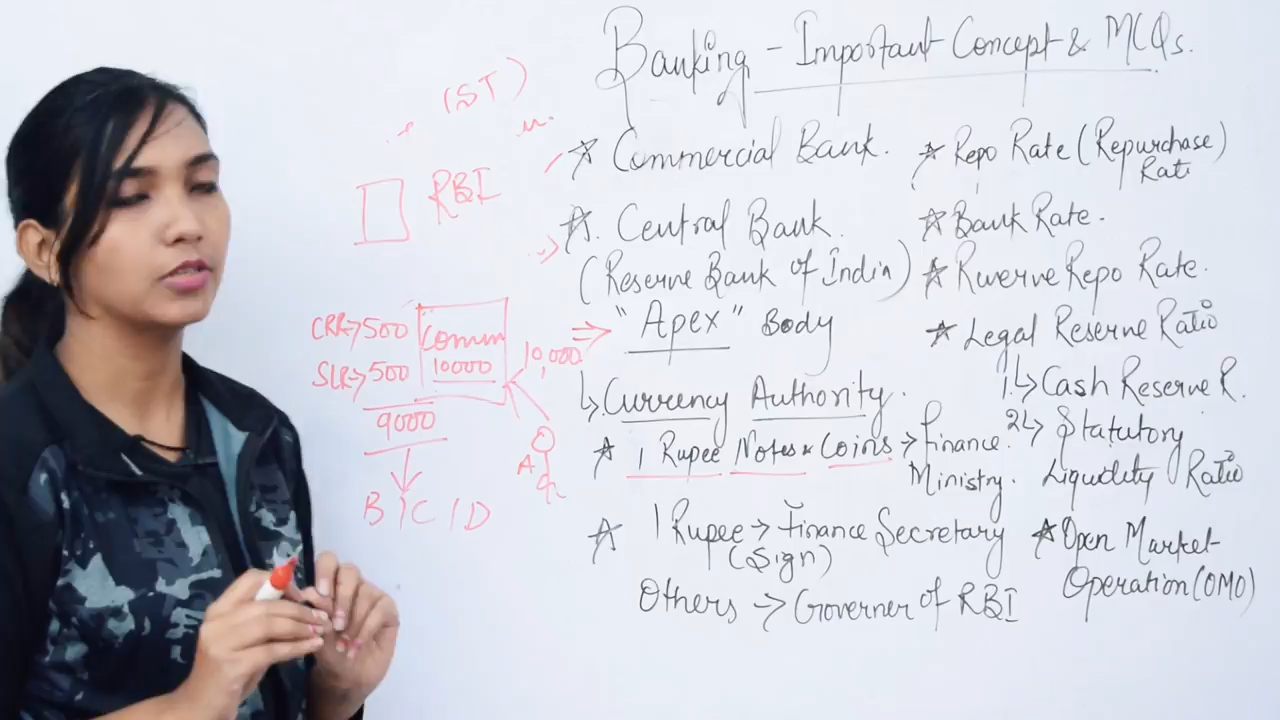 Banking - Important Concept & MCQs.
☆ Commercial Bank.
☆. Central Bank.
(Reserve Bank of India)
"Apex" Body
↳ Currency Authority.
☆ 1 Rupee Notes & Coins → Finance Ministry.
☆ 1 Rupee → Finance Secretary
(Sign)
Others → Governer of RBI
☆ Repo Rate (Repurchase) Rate
☆ Bank Rate.
☆ Rwerve Repo Rate.
☆ Legal Reserve Ratio
1.↳ Cash Reserve R.
2↳ Statutory
Liquidity Ratio
☆ Open Market
Operation (OMO)
(ST)
RBI
CRR→500
SLR→500
9000
B/C/D
Comm
10000
10,000
A